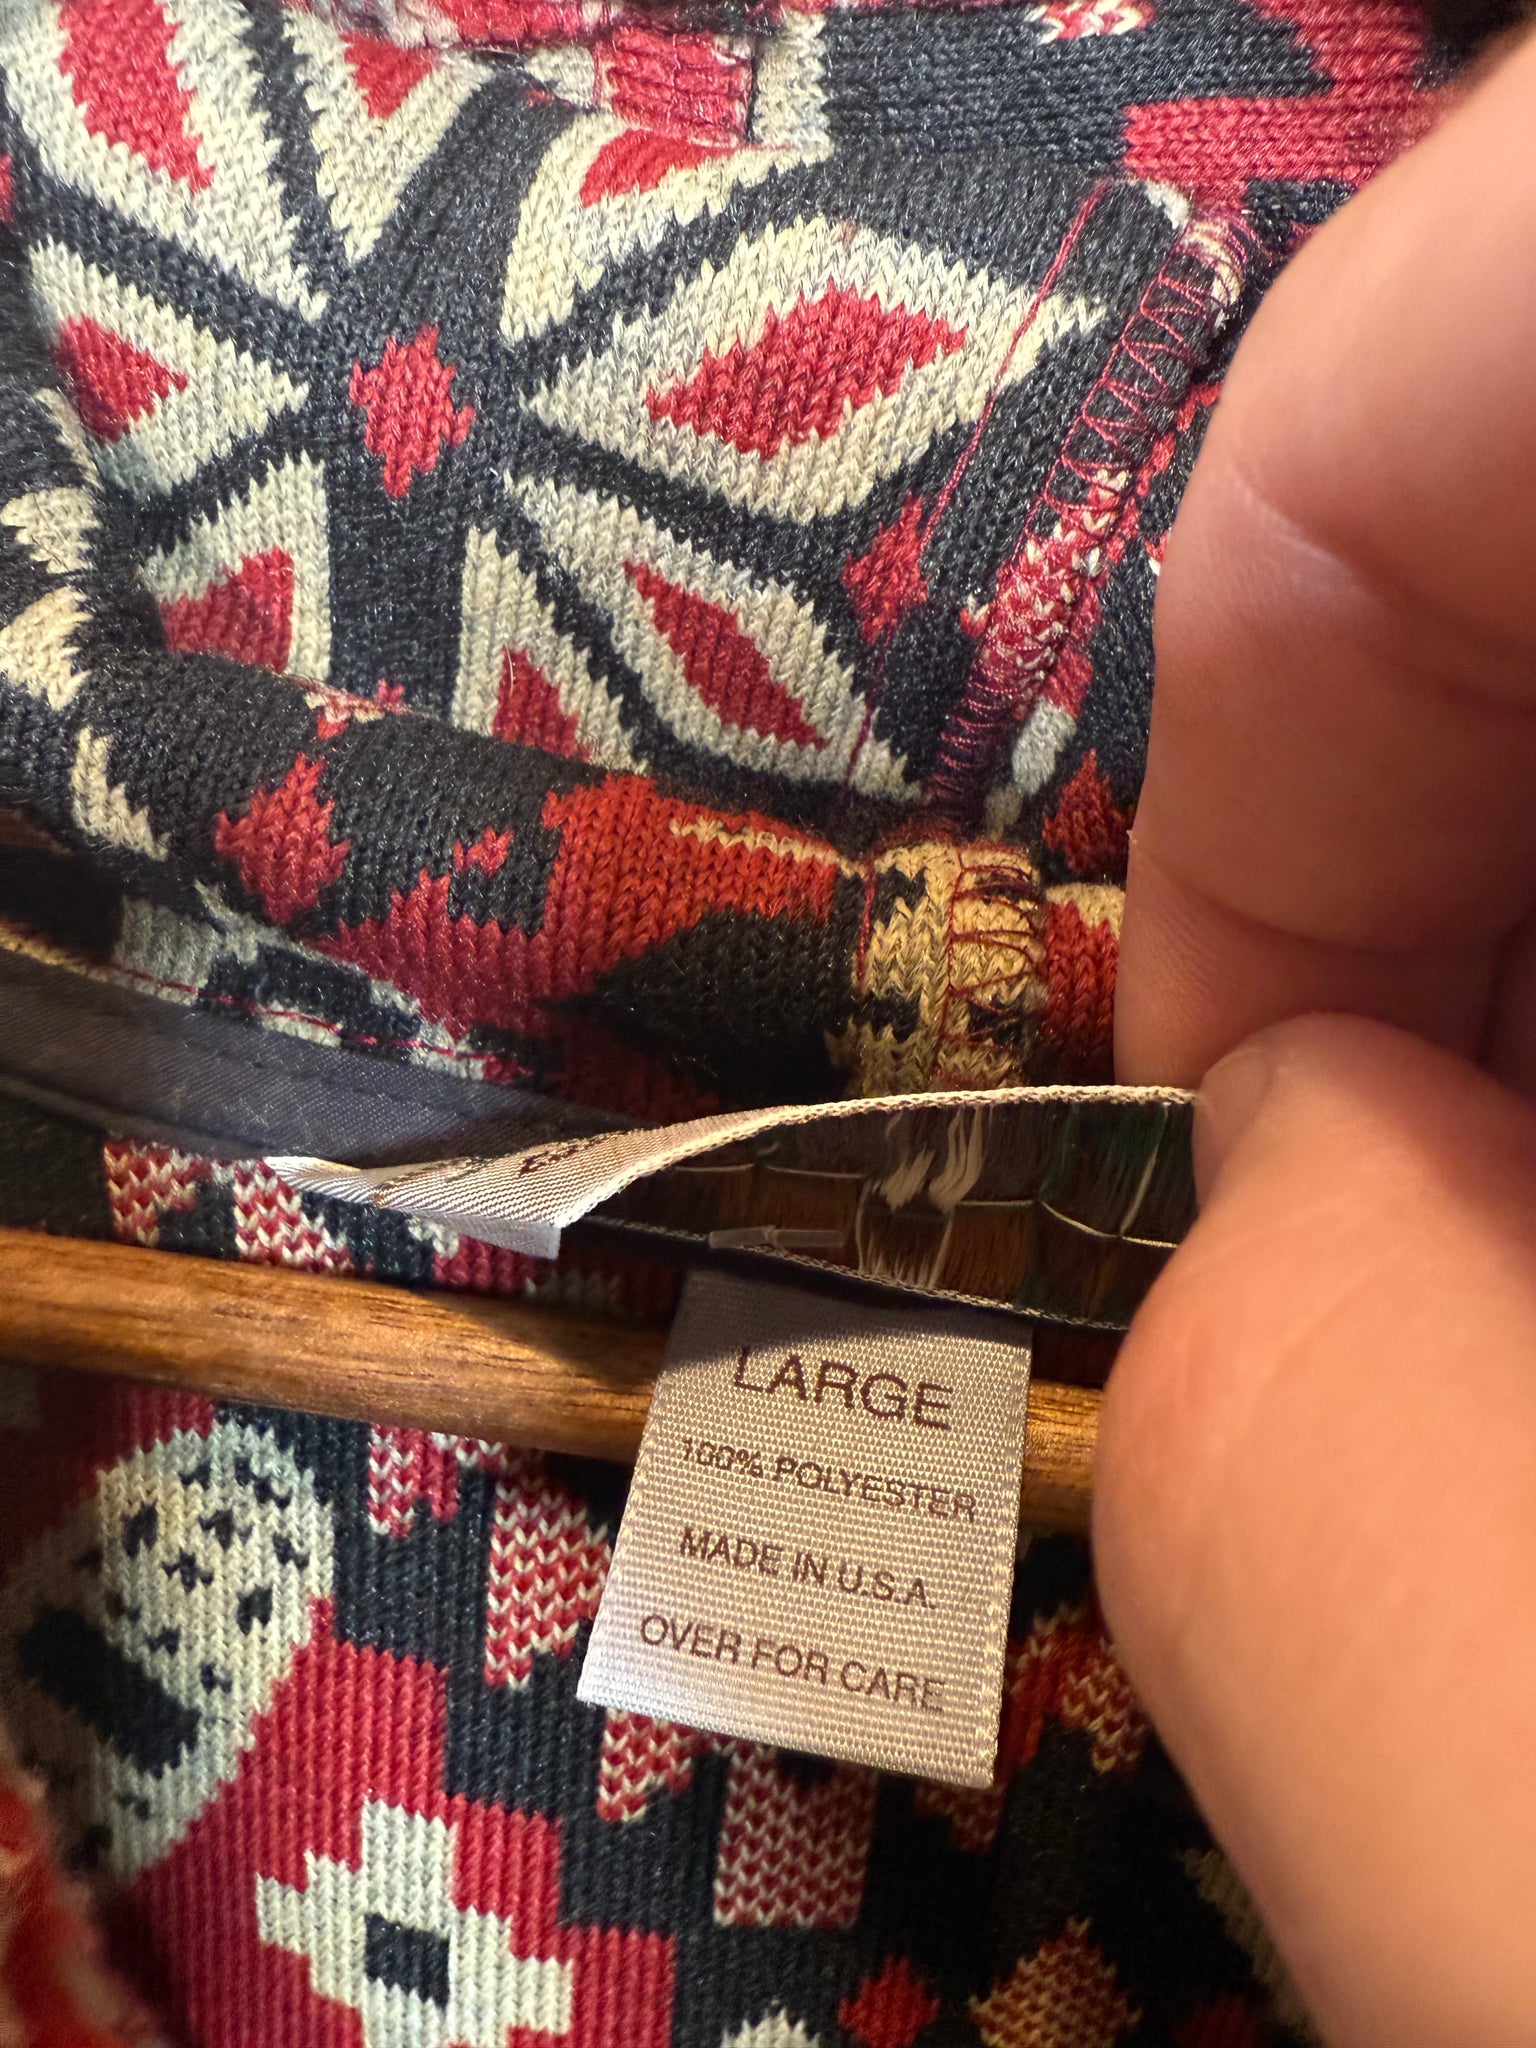 LARGE
100% POLYESTER
MADE IN U.S.A.
OVER FOR CARE